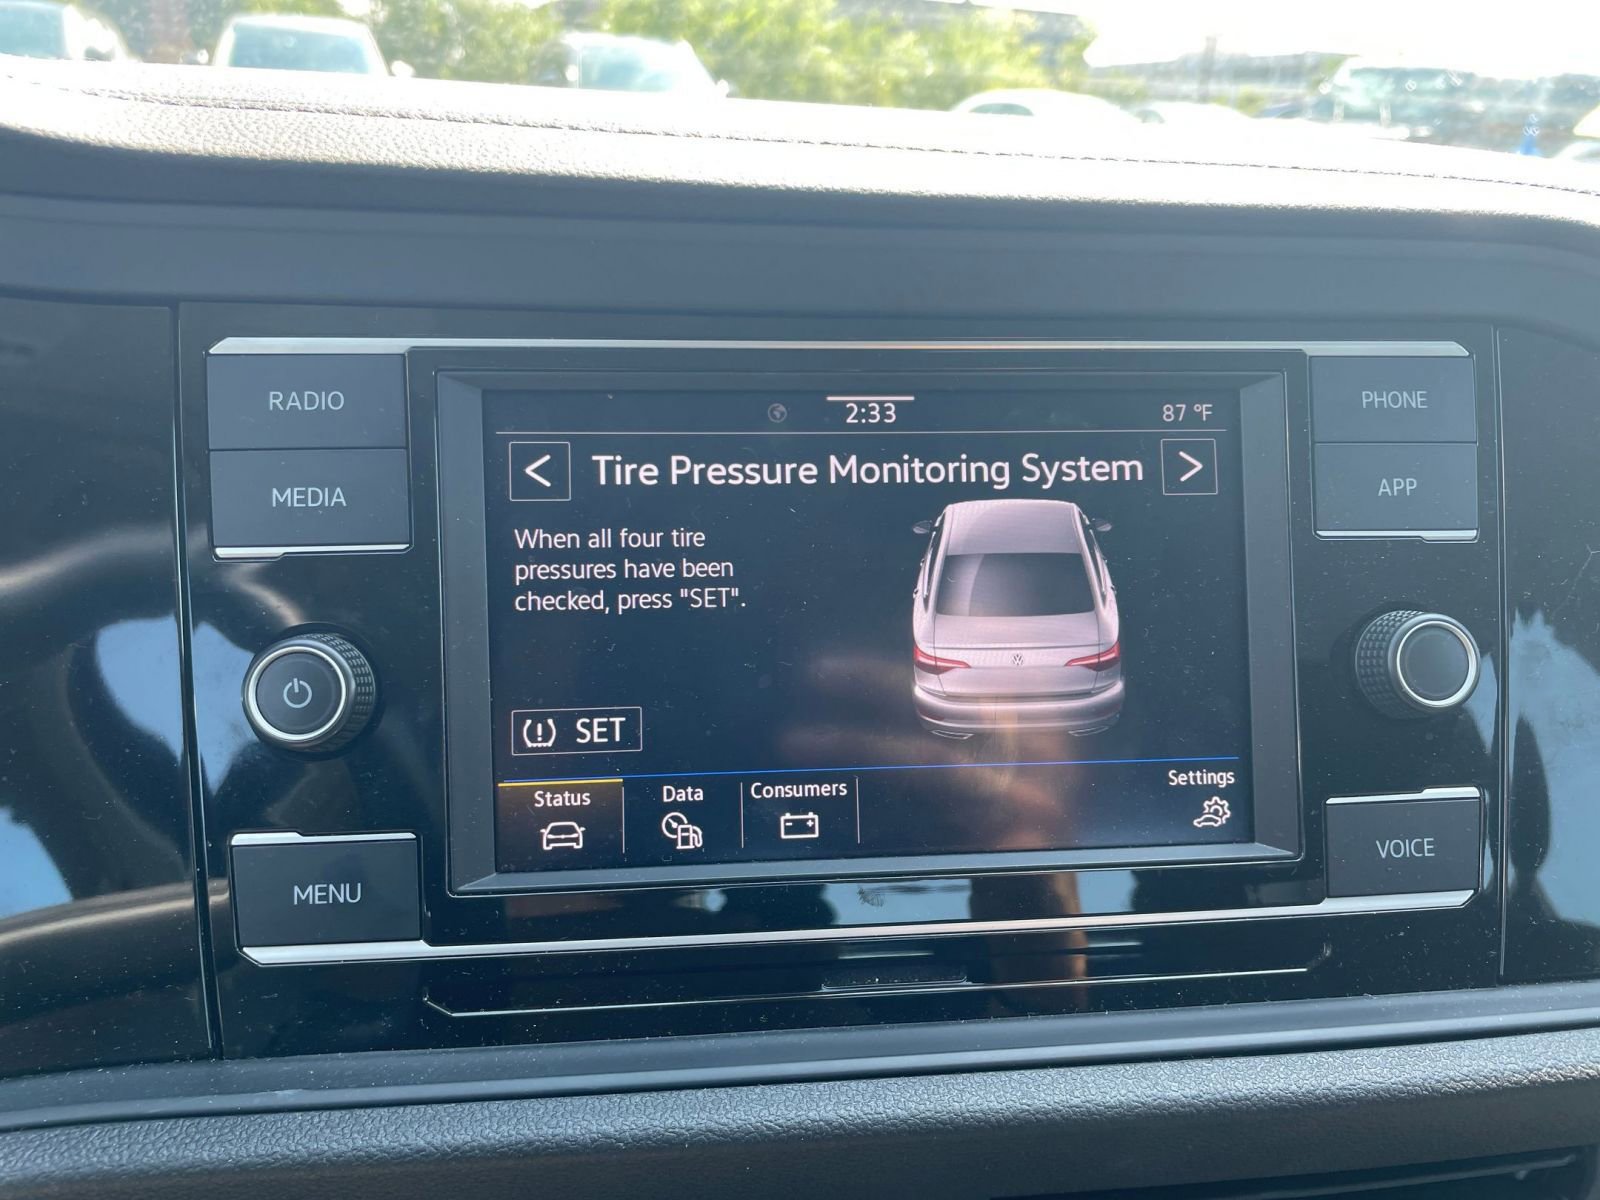 RADIO
MEDIA
MENU
2:33
87 °F
< Tire Pressure Monitoring System >
When all four tire
pressures have been
checked, press "SET".
(!) SET
Status
Data
Consumers
Settings
PHONE
APP
VOICE